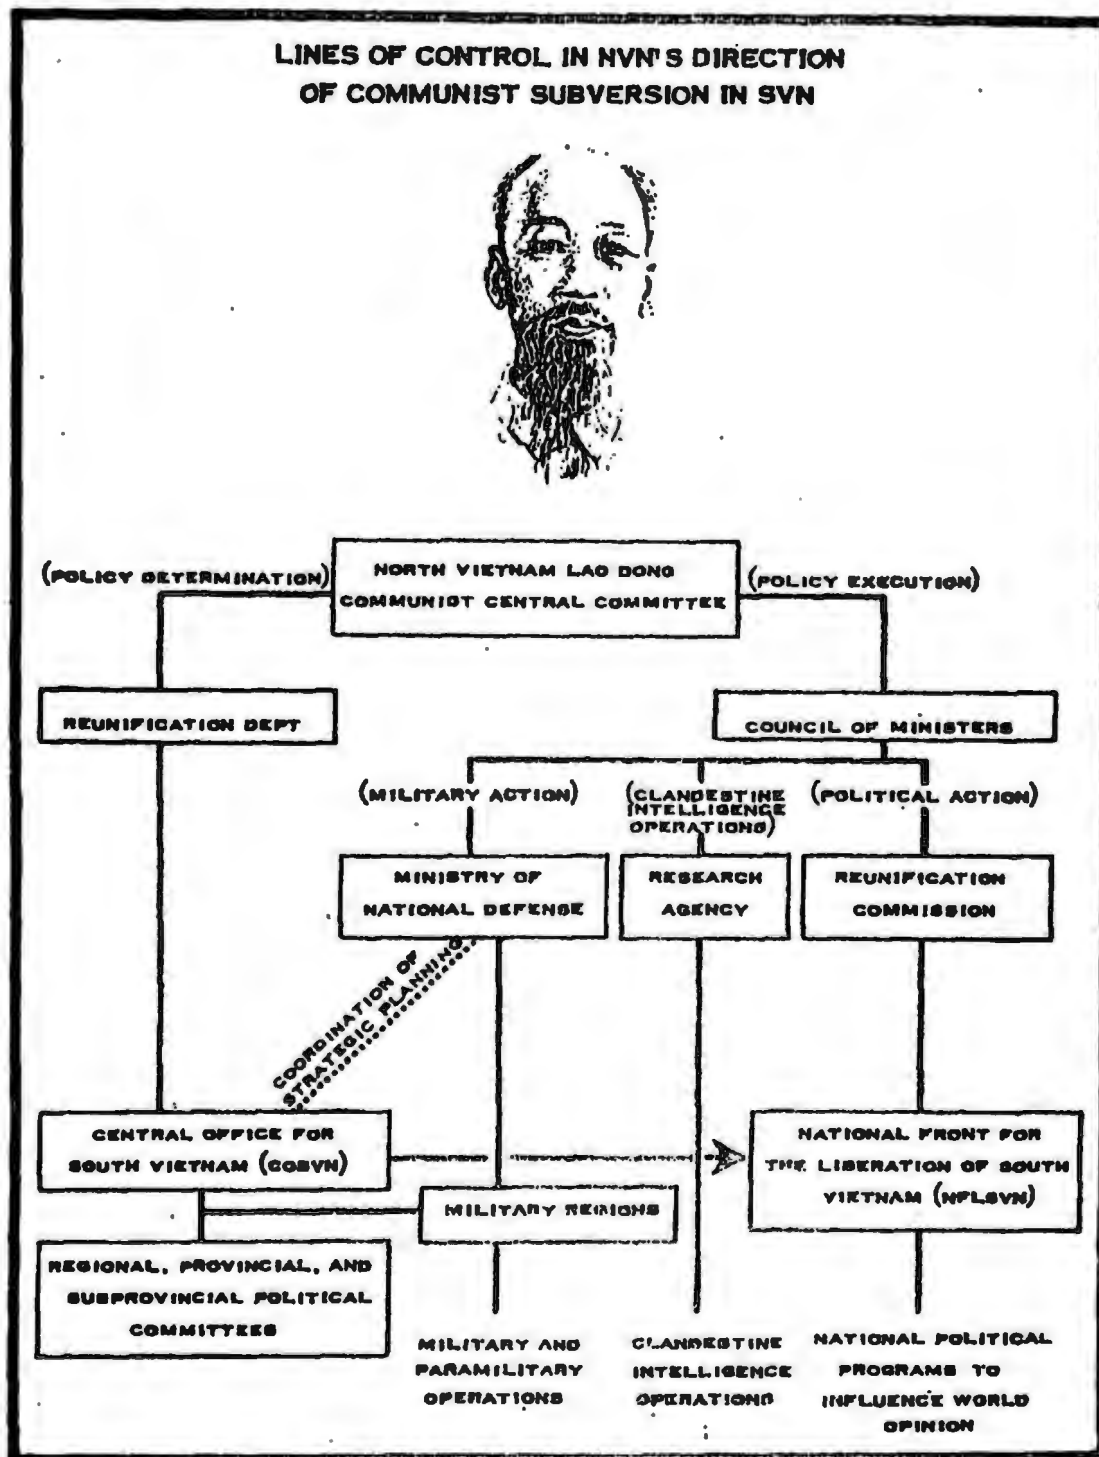 LINES OF CONTROL IN NVN'S DIRECTION
OF COMMUNIST SUBVERSION IN SVN
(POLICY DETERMINATION)
NORTH VIETNAM LAO DONG
COMMUNIST CENTRAL COMMITTEE
(POLICY EXECUTION)
REUNIFICATION DEPT
COUNCIL OF MINISTERS
(MILITARY ACTION)
(CLANDESTINE
INTELLIGENCE
OPERATIONS)
(POLITICAL ACTION)
MINISTRY OF
NATIONAL DEFENSE
RESEARCH
AGENCY
REUNIFICATION
COMMISSION
COORDINATION OF
STRATEGIC PLANNING
CENTRAL OFFICE FOR
SOUTH VIETNAM (COSVN)
NATIONAL FRONT FOR
THE LIBERATION OF SOUTH
VIETNAM (NFLSVN)
MILITARY REGIONS
REGIONAL, PROVINCIAL, AND
SUBPROVINCIAL POLITICAL
COMMITTEES
MILITARY AND
PARAMILITARY
OPERATIONS
CLANDESTINE
INTELLIGENCE
OPERATIONS
NATIONAL POLITICAL
PROGRAMS TO
INFLUENCE WORLD
OPINION